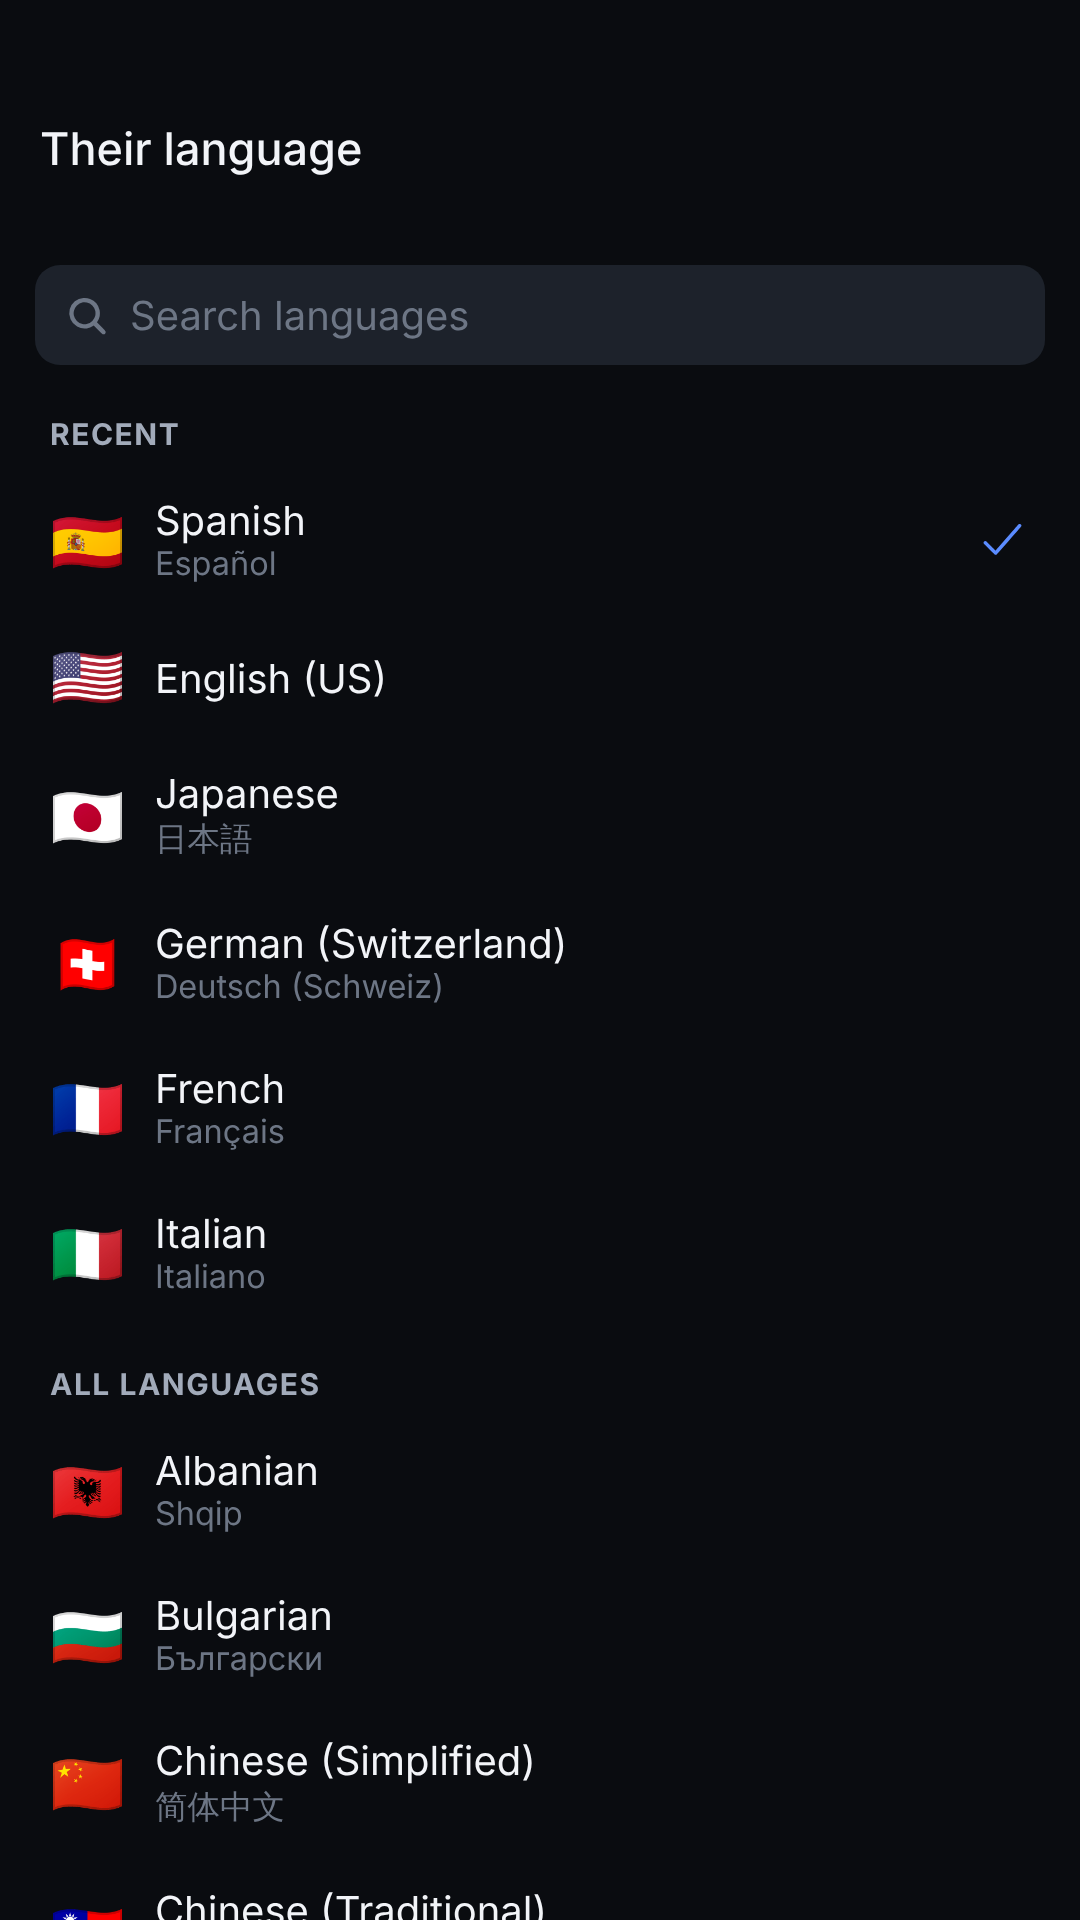 Their language
Search languages
RECENT
Spanish
Español
English (US)
Japanese
日本語
German (Switzerland)
Deutsch (Schweiz)
French
Français
Italian
Italiano
ALL LANGUAGES
Albanian
Shqip
Bulgarian
Български
Chinese (Simplified)
简体中文
Chinese (Traditional)